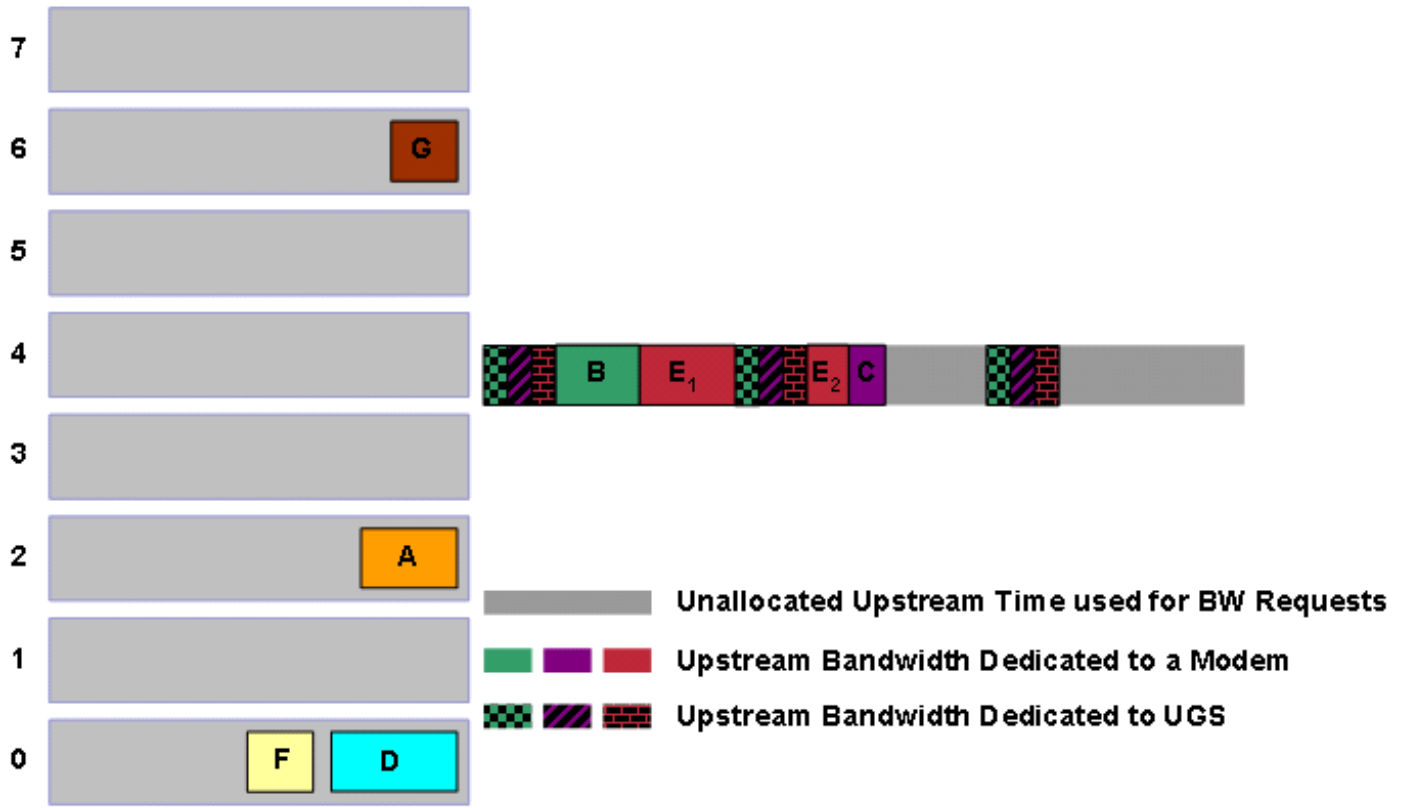 7
6 G
5
4 B E1 E2 C
3
2 A
Unallocated Upstream Time used for BW Requests
1 Upstream Bandwidth Dedicated to a Modem
Upstream Bandwidth Dedicated to UGS
0 F D